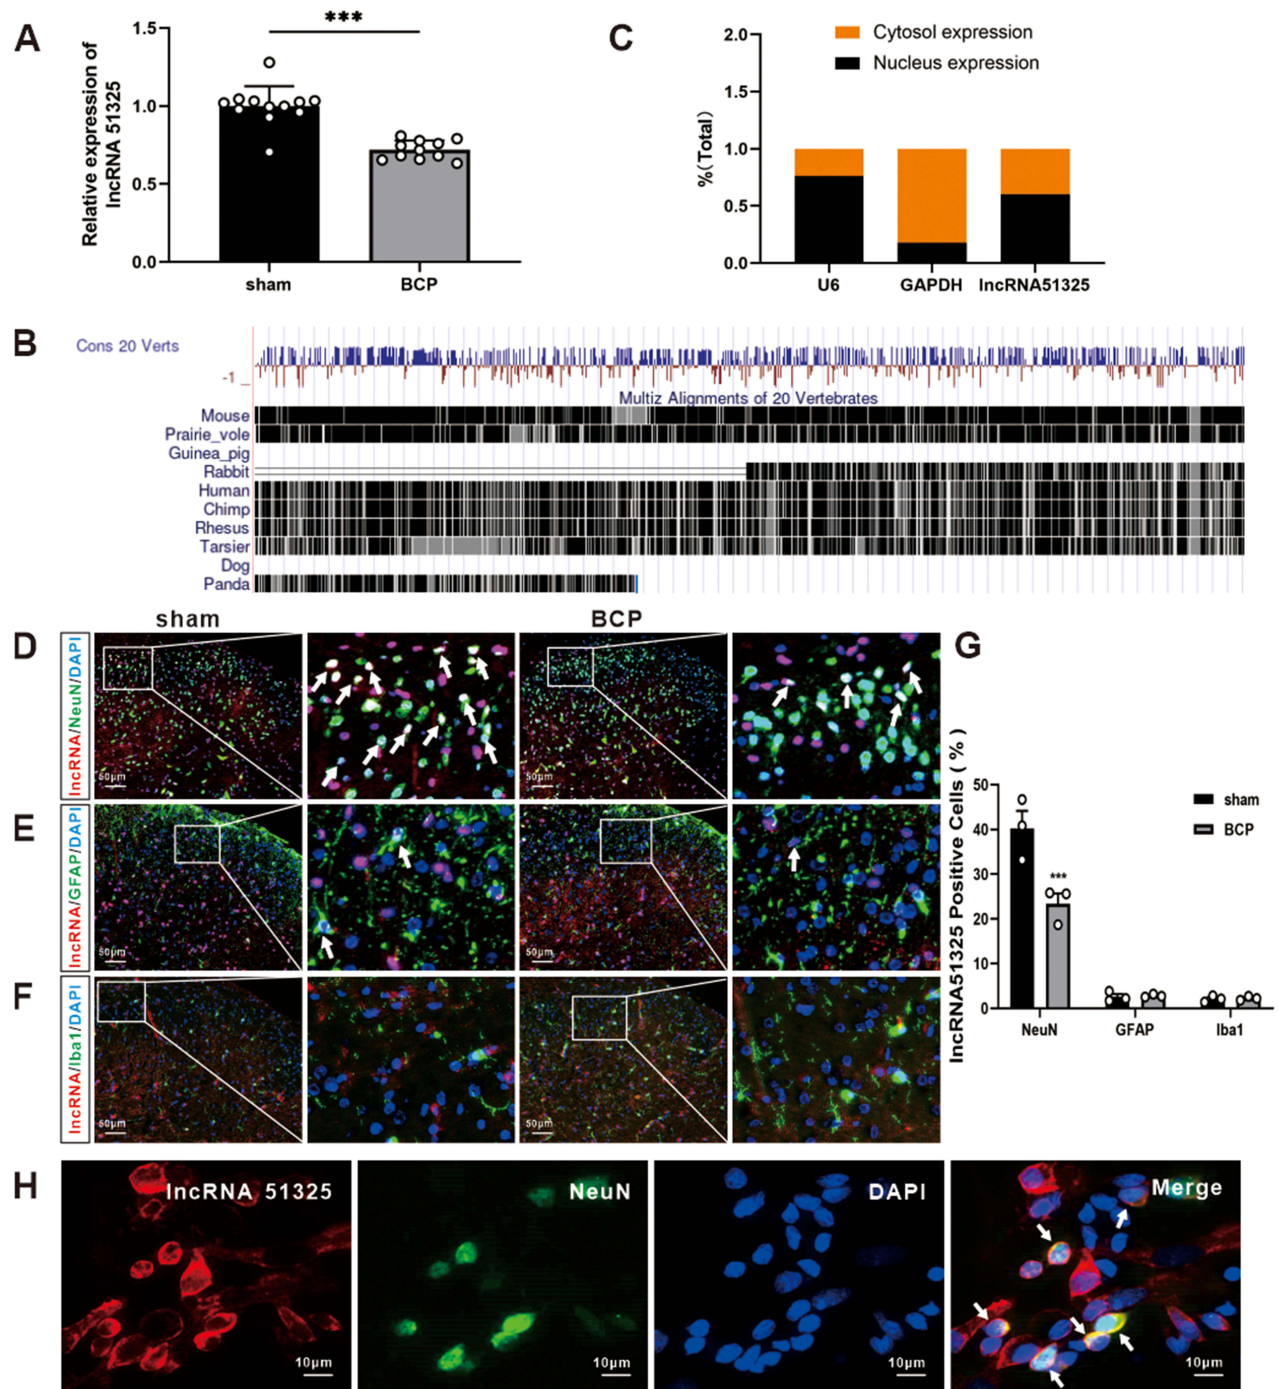 A
Relative expression of
lncRNA 51325
1.5
1.0
0.5
0.0
***
sham
BCP
C
%(Total)
2.0
1.5
1.0
0.5
0.0
Cytosol expression
Nucleus expression
U6
GAPDH
lncRNA51325
B
Cons 20 Verts
-1 _
Multiz Alignments of 20 Vertebrates
Mouse
Prairie_vole
Guinea_pig
Rabbit
Human
Chimp
Rhesus
Tarsier
Dog
Panda
sham
BCP
D
lncRNA/NeuN/DAPI
50μm
50μm
E
lncRNA/GFAP/DAPI
50μm
50μm
F
lncRNA/Iba1/DAPI
50μm
50μm
G
lncRNA51325 Positive Cells ( % )
50
40
30
20
10
0
sham
BCP
***
NeuN
GFAP
Iba1
H
lncRNA 51325
10μm
NeuN
10μm
DAPI
10μm
Merge
10μm